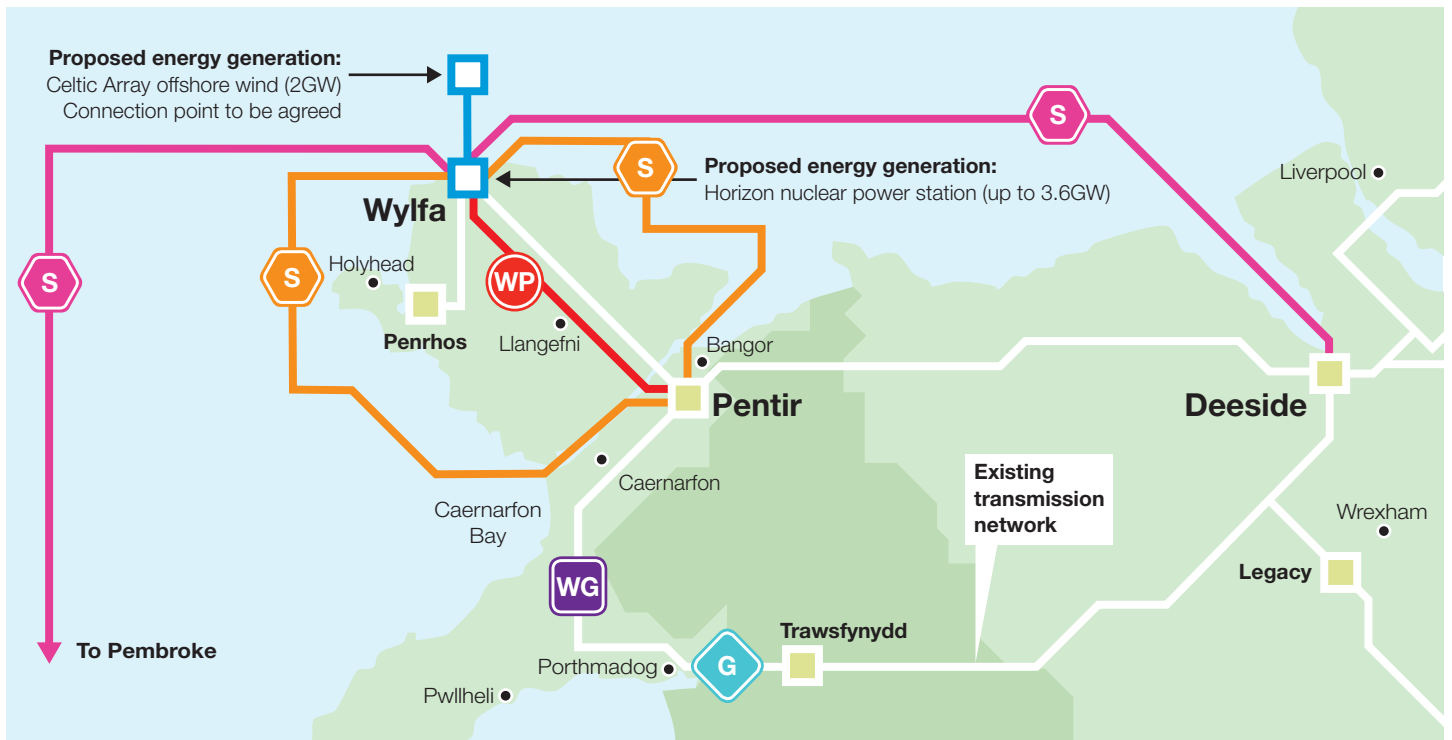 Proposed energy generation:
Celtic Array offshore wind (2GW)
Connection point to be agreed
S
S
Proposed energy generation:
Horizon nuclear power station (up to 3.6GW)
Liverpool
Wylfa
S
S
Holyhead
WP
Penrhos
Llangefni
Bangor
Pentir
Deeside
Caernarfon
Caernarfon
Bay
Existing
transmission
network
Wrexham
WG
Legacy
To Pembroke
Trawsfynydd
Porthmadog
G
Pwllheli